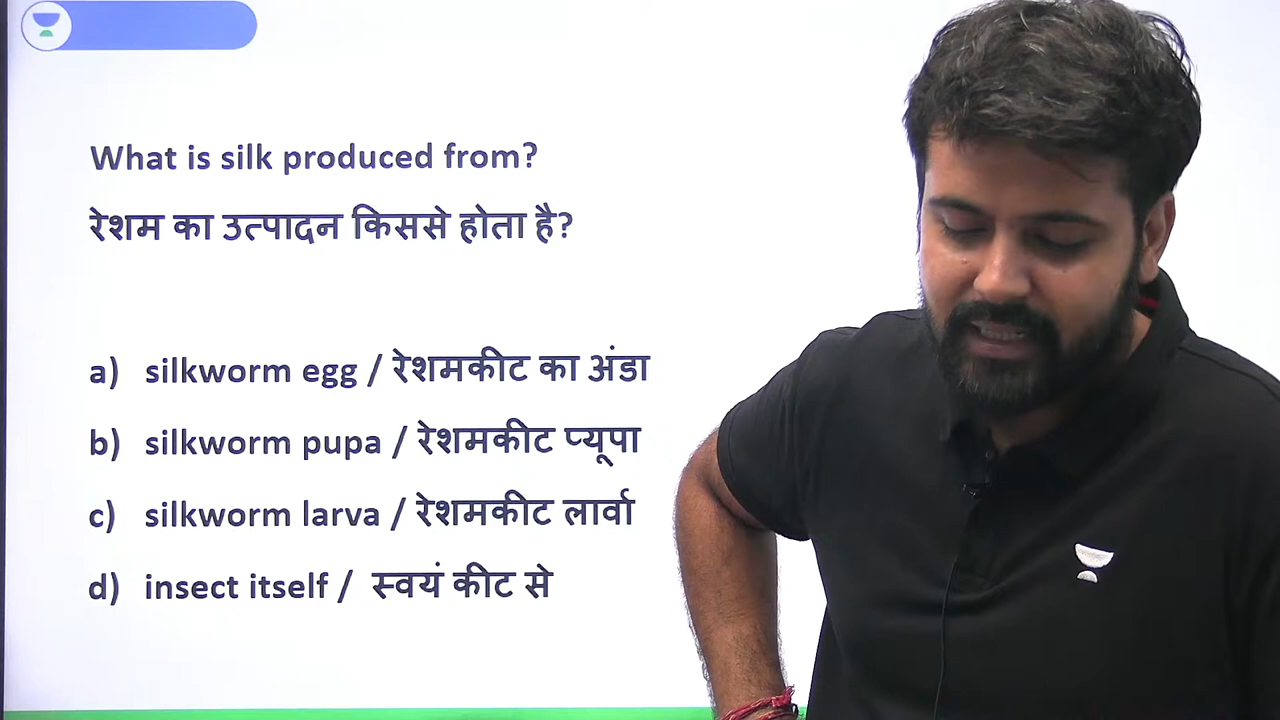 What is silk produced from?
रेशम का उत्पादन किससे होता है?
a) silkworm egg / रेशमकीट का अंडा
b) silkworm pupa / रेशमकीट प्यूपा
c) silkworm larva / रेशमकीट लार्वा
d) insect itself / स्वयं कीट से